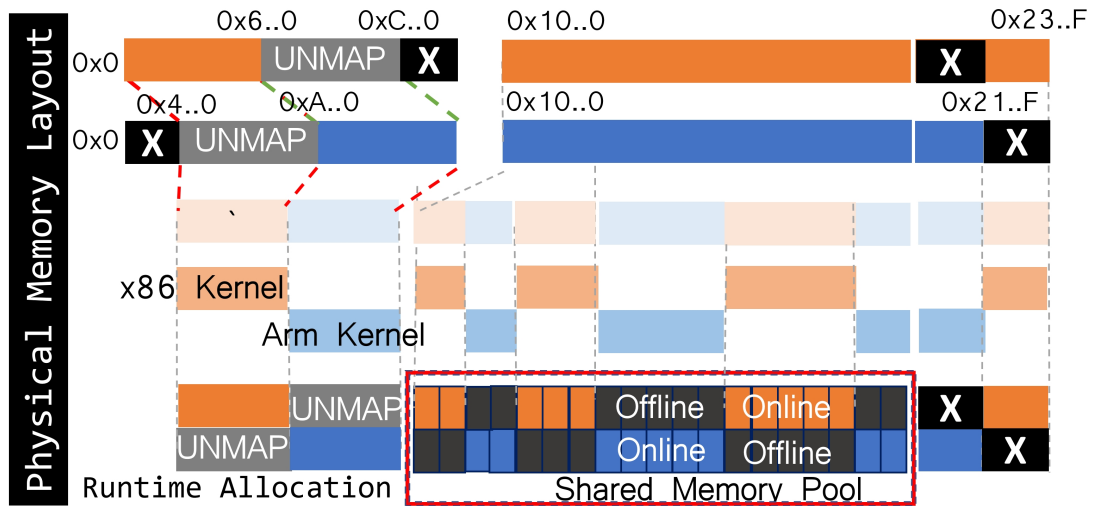 Physical Memory Layout
0x6..0 0xC..0 0x10..0 0x23..F
0x0 UNMAP X X
0x4..0 0xA..0 0x10..0 0x21..F
0x0 X UNMAP X
`
x86 Kernel
Arm Kernel
UNMAP Offline Online X
UNMAP Online Offline X
Runtime Allocation Shared Memory Pool